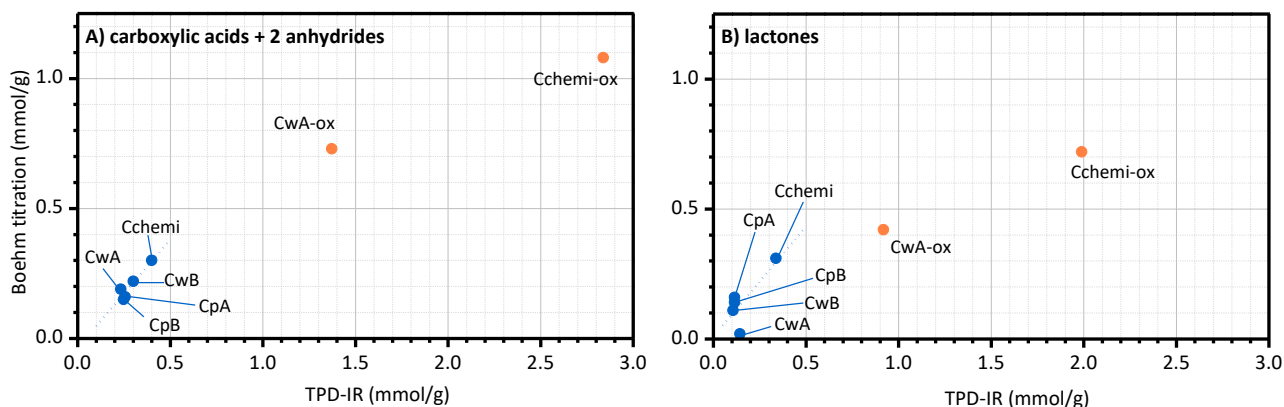 A) carboxylic acids + 2 anhydrides
Boehm titration (mmol/g)
1.0
0.5
0.0
Cchemi-ox
CwA-ox
Cchemi
CwA
CwB
CpA
CpB
0.0 0.5 1.0 1.5 2.0 2.5 3.0
TPD-IR (mmol/g)
B) lactones
1.0
0.5
0.0
Cchemi-ox
Cchemi
CpA
CwA-ox
CpB
CwB
CwA
0.0 0.5 1.0 1.5 2.0 2.5 3.0
TPD-IR (mmol/g)